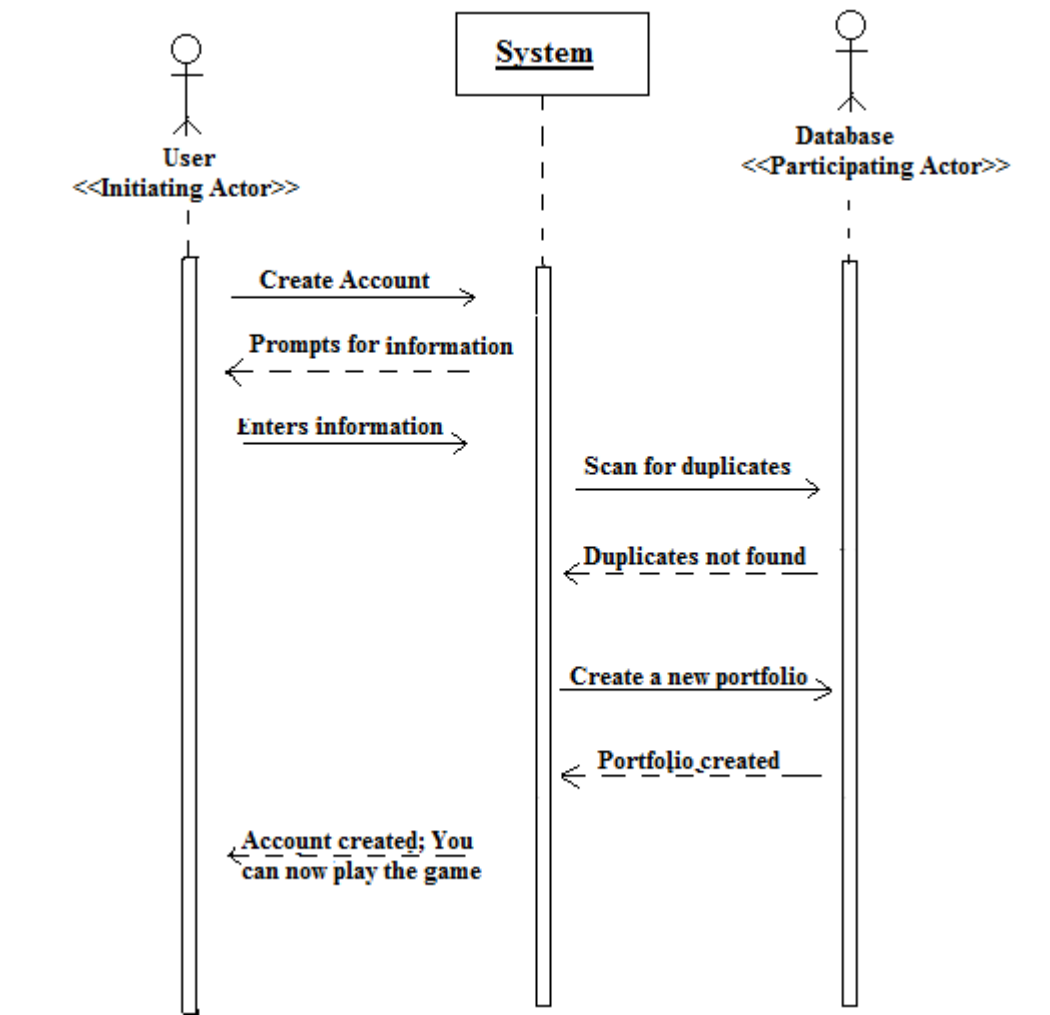 System
User
<<Initiating Actor>>
Database
<<Participating Actor>>
Create Account
Prompts for information
Enters information
Scan for duplicates
Duplicates not found
Create a new portfolio
Portfolio created
Account created; You
can now play the game